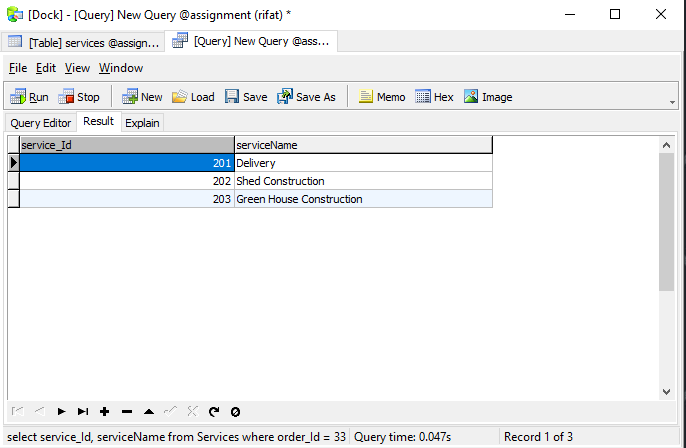 [Dock] - [Query] New Query @assignment (rifat) *
[Table] services @assign... [Query] New Query @ass...
File Edit View Window
Run Stop New Load Save Save As Memo Hex Image
Query Editor Result Explain
service_Id serviceName
201 Delivery
202 Shed Construction
203 Green House Construction
select service_Id, serviceName from Services where order_Id = 33 Query time: 0.047s Record 1 of 3